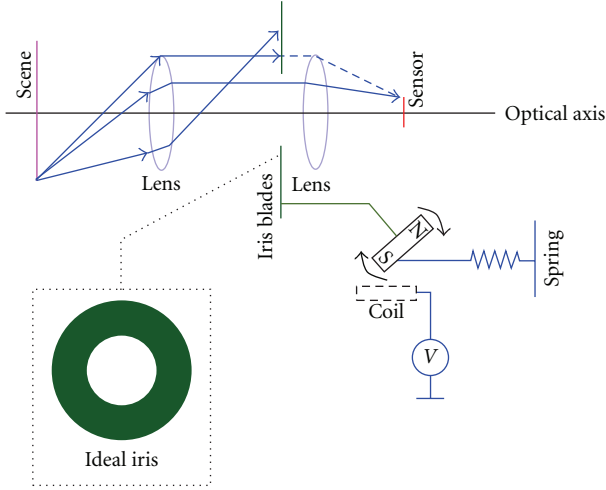 Scene
Sensor
Optical axis
Lens
Lens
Iris blades
N
S
Spring
Coil
V
Ideal iris